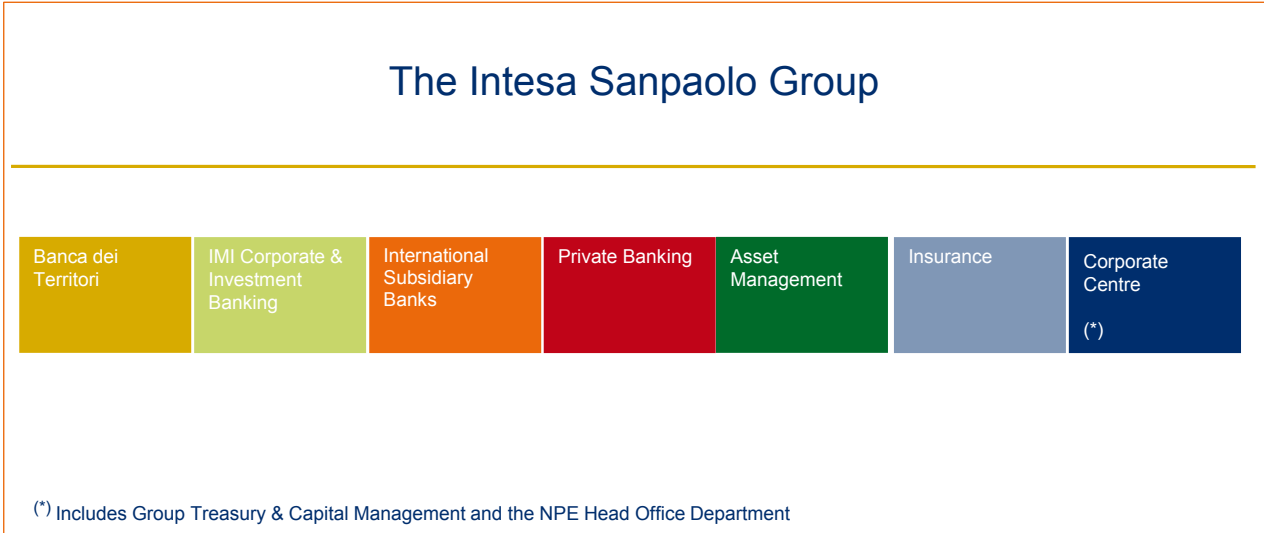 The Intesa Sanpaolo Group
Banca dei
Territori
IMI Corporate &
Investment
Banking
International
Subsidiary
Banks
Private Banking
Asset
Management
Insurance
Corporate
Centre
(*)
(*) Includes Group Treasury & Capital Management and the NPE Head Office Department